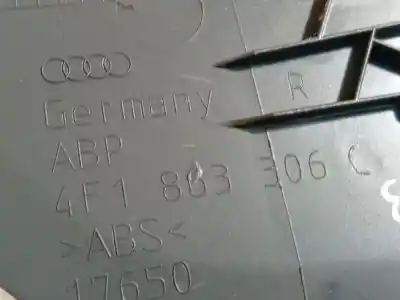 Germany R
ABP
4F1 863 306 C
>ABS<
17650